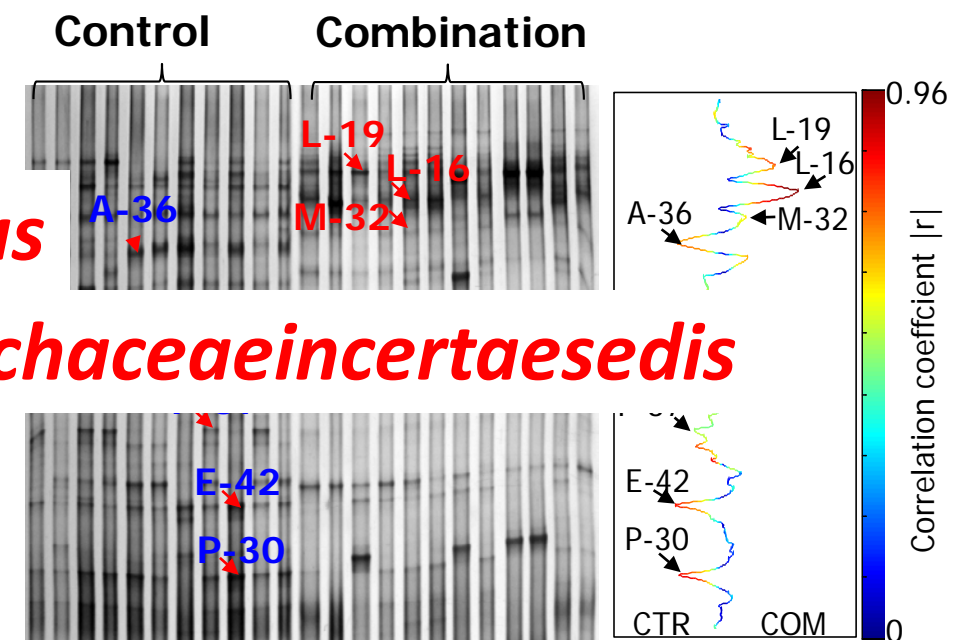 Control Combination
0.96
L-19
L-19
L-16
L-16
A-36
M-32
A-36
M-32
us
chaceaeincertaesedis
E-42
E-42
P-30
P-30
CTR COM
0
Correlation coeffcient |r|